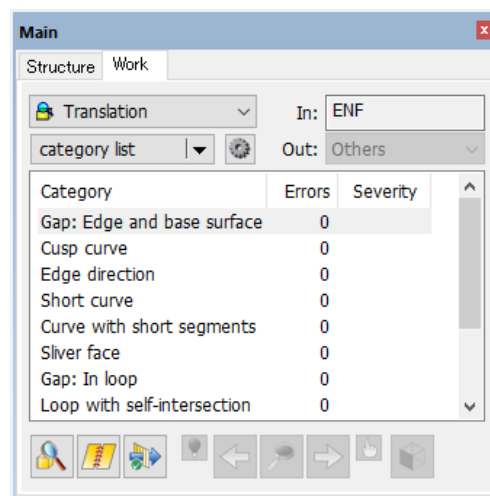 Main
Structure Work
Translation In: ENF
category list Out: Others
Category Errors Severity
Gap: Edge and base surface 0
Cusp curve 0
Edge direction 0
Short curve 0
Curve with short segments 0
Sliver face 0
Gap: In loop 0
Loop with self-intersection 0